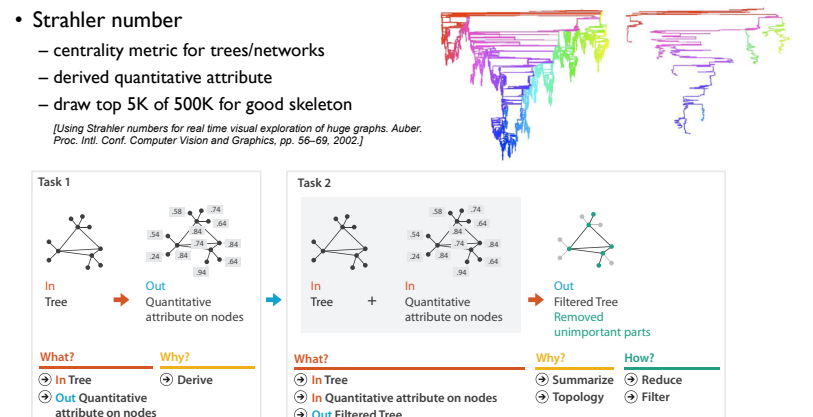 • Strahler number
– centrality metric for trees/networks
– derived quantitative attribute
– draw top 5K of 500K for good skeleton
[Using Strahler numbers for real time visual exploration of huge graphs. Auber.
Proc. Intl. Conf. Computer Vision and Graphics, pp. 56–69, 2002.]
Task 1
.58
.74
.64
.54
.84
.74
.84
.24
.84
.64
.94
In
Tree
Out
Quantitative
attribute on nodes
What?
In Tree
Out Quantitative
attribute on nodes
Why?
Derive
Task 2
.58
.74
.64
.54
.84
.74
.84
.24
.84
.64
.94
In
Tree
+
In
Quantitative
attribute on nodes
Out
Filtered Tree
Removed
unimportant parts
What?
In Tree
In Quantitative attribute on nodes
Out Filtered Tree
Why?
Summarize
Topology
How?
Reduce
Filter